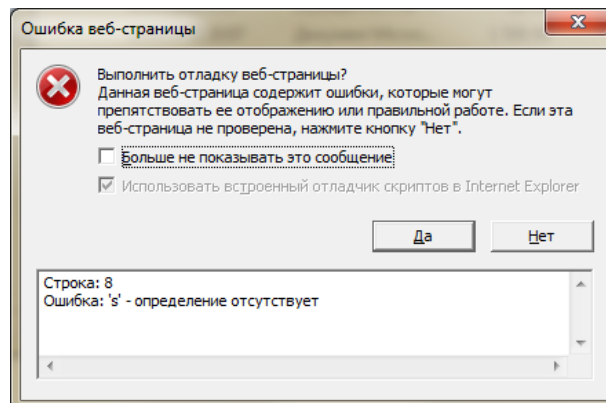 Ошибка веб-страницы
Выполнить отладку веб-страницы?
Данная веб-страница содержит ошибки, которые могут
препятствовать ее отображению или правильной работе. Если эта
веб-страница не проверена, нажмите кнопку "Нет".
Больше не показывать это сообщение
Использовать встроенный отладчик скриптов в Internet Explorer
Да
Нет
Строка: 8
Ошибка: 's' - определение отсутствует